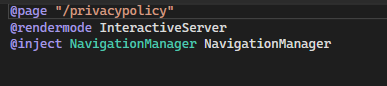 @page "/privacypolicy"
@rendermode InteractiveServer
@inject NavigationManager NavigationManager